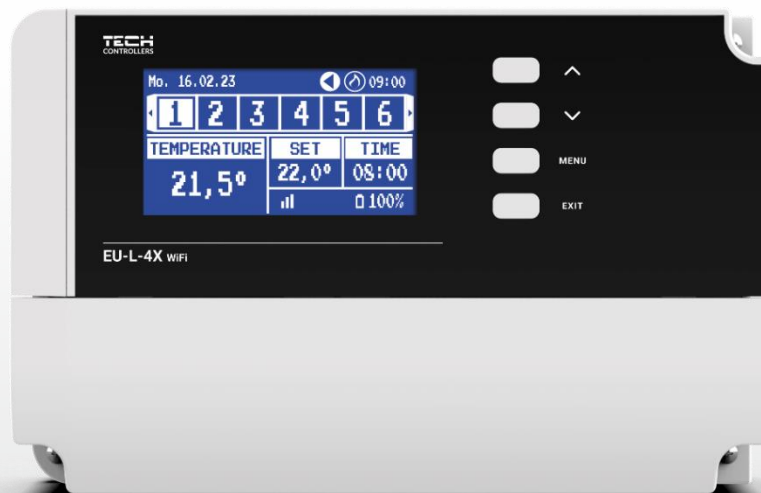 TECH
CONTROLLERS
Mo. 16.02.23 09:00
1 2 3 4 5 6
TEMPERATURE SET TIME
21,5° 22,0° 08:00
100%
MENU
EXIT
EU-L-4X WiFi